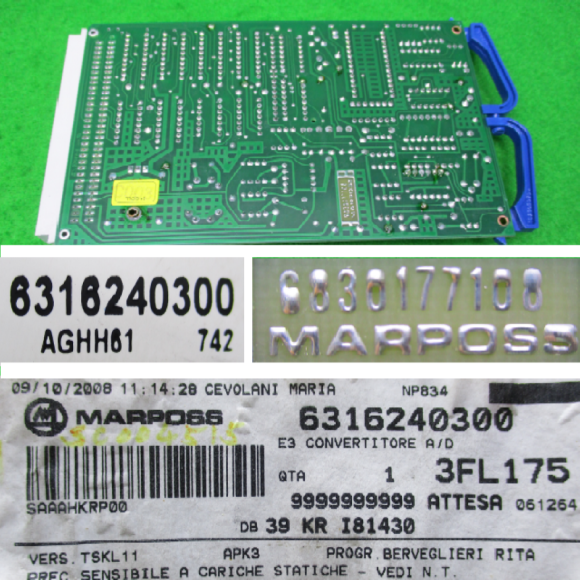 6316240300
AGHH61 742
6830177108
MARPOSS
09/10/2008 11:14:28 CEVOLANI MARIA NP834
MARPOSS 6316240300
E3 CONVERTITORE A/D
QTA 1 3FL175
SAAAHKRP00 9999999999 ATTESA 061264
DB 39 KR I81430
VERS. TSKL11 APK3 PROGR.BERVEGLIERI RITA
PREC SENSIBILE A CARICHE STATICHE - VEDI N.T.